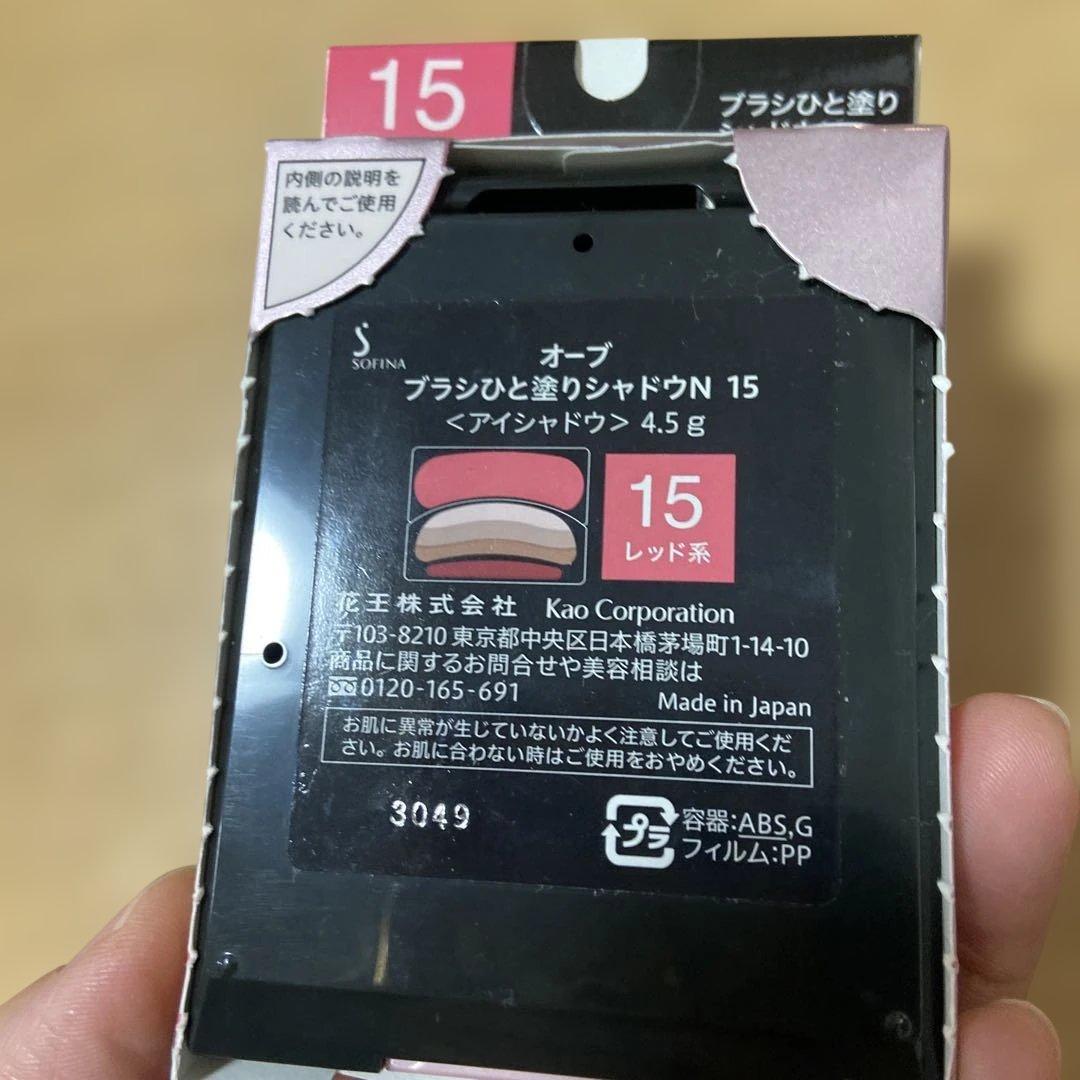 15
ブラシひと塗り
内側の説明を
読んでご使用
ください。
SOFINA
オーブ
ブラシひと塗りシャドウN 15
<アイシャドウ> 4.5g
15
レッド系
花王株式会社 Kao Corporation
〒103-8210 東京都中央区日本橋茅場町1-14-10
商品に関するお問合せや美容相談は
0120-165-691
Made in Japan
お肌に異常が生じていないかよく注意してご使用くだ
さい。お肌に合わない時はご使用をおやめください。
3049
プラ
容器:ABS,G
フィルム:PP